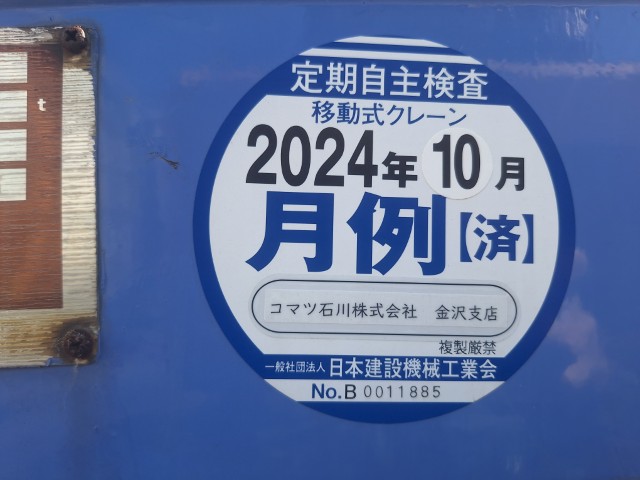 定期自主検査
移動式クレーン
2024年10月
月例【済】
コマツ石川株式会社 金沢支店
複製厳禁
一般社団法人 日本建設機械工業会
No.B 0011885
t